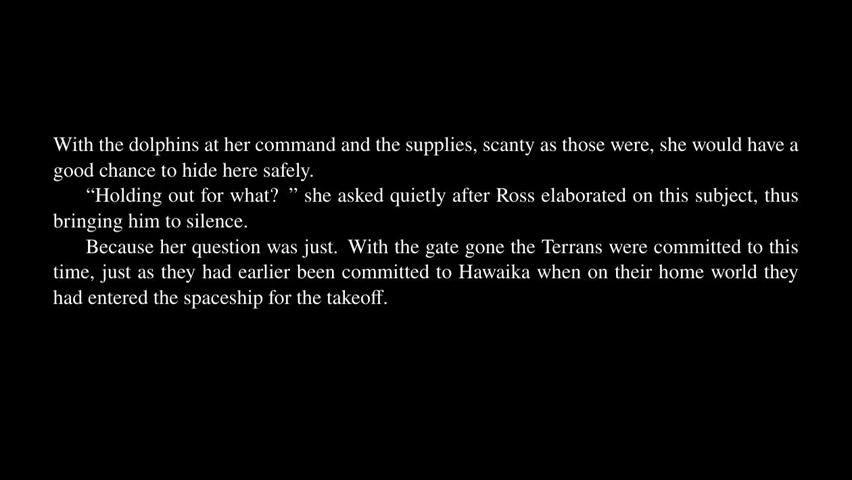 With the dolphins at her command and the supplies, scanty as those were, she would have a
good chance to hide here safely.
“Holding out for what? ” she asked quietly after Ross elaborated on this subject, thus
bringing him to silence.
Because her question was just. With the gate gone the Terrans were committed to this
time, just as they had earlier been committed to Hawaika when on their home world they
had entered the spaceship for the takeoff.